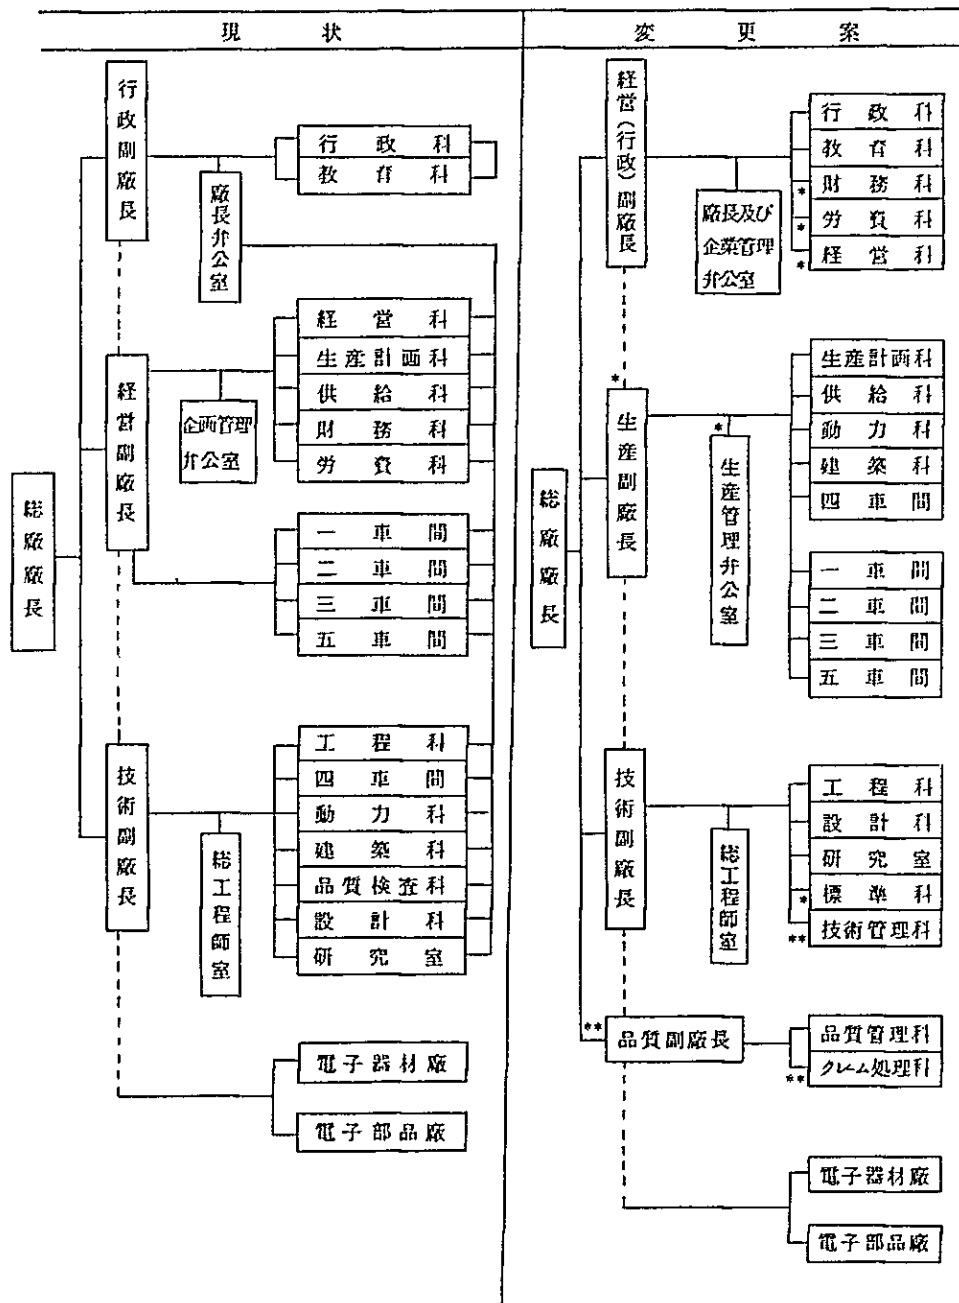 現状
総廠廠長
行政副廠長
廠長弁公室
行政科
教育科
経営副廠長
企画管理
弁公室
経営科
生産計画科
供給科
財務科
労資科
一車間
二車間
三車間
五車間
技術副廠長
総工程師室
工程科
四車間
動力科
建築科
品質検査科
設計科
研究室
電子器材廠
電子部品廠
変更案
総廠廠長
経営(行政)副廠長
廠長及び
企業管理
弁公室
行政科
教育科
*財務科
*労資科
*経営科
*生産副廠長
*生産管理弁公室
生産計画科
供給科
動力科
建築科
四車間
一車間
二車間
三車間
五車間
技術副廠長
総工程師室
工程科
設計科
研究室
*標準科
**技術管理科
**品質副廠長
品質管理科
**クレーム処理科
電子器材廠
電子部品廠